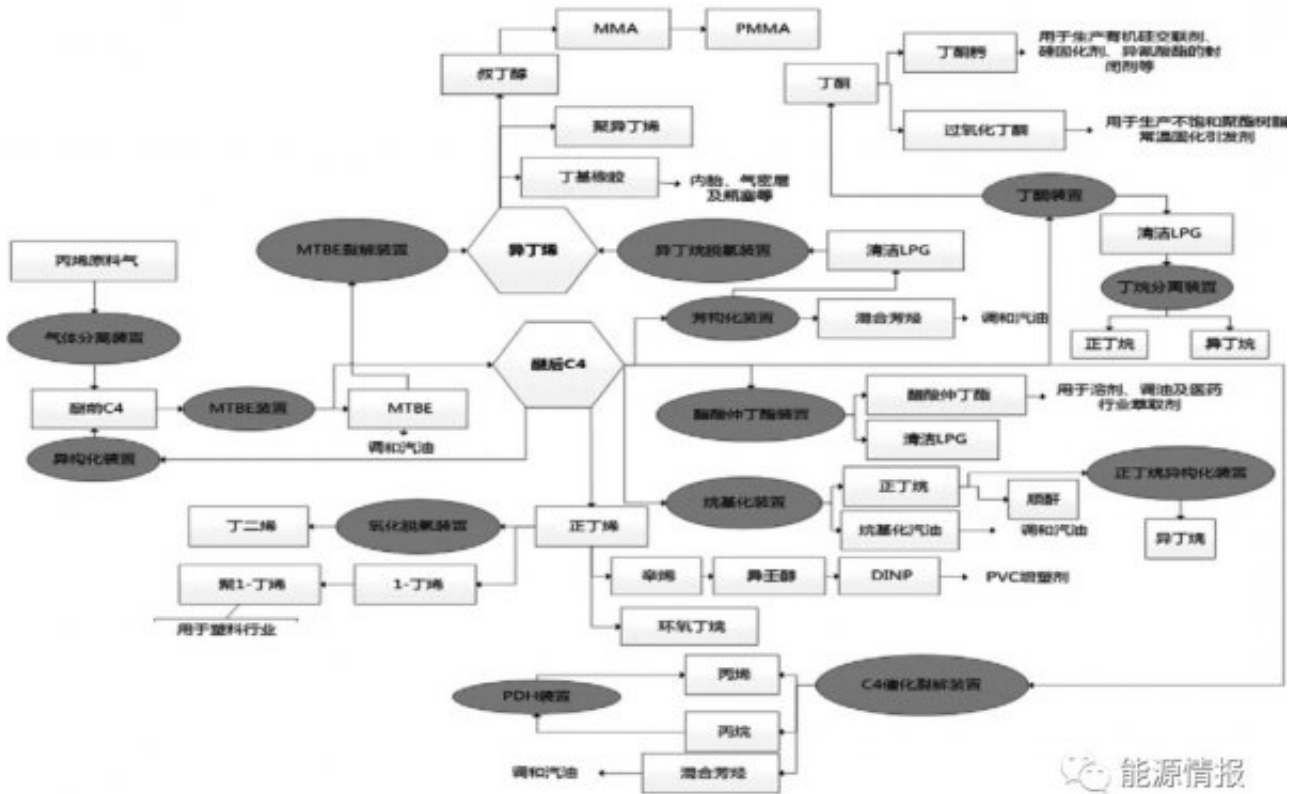 MMA
PMMA
叔丁醇
聚异丁烯
丁基橡胶
内胎、气密层
及瓶塞等
丁酮
丁酮肟
用于生产有机硅交联剂、
硅固化剂、异氰酸酯的封
闭剂等
过氧化丁酮
用于生产不饱和聚酯树脂
常温固化引发剂
丁酮装置
清洁LPG
丁烷分离装置
正丁烷
异丁烷
MTBE裂解装置
异丁烯
异丁烷脱氢装置
清洁LPG
芳构化装置
混合芳烃
调和汽油
丙烯原料气
气体分离装置
醚前C4
MTBE装置
MTBE
调和汽油
异构化装置
醚后C4
醋酸仲丁酯装置
醋酸仲丁酯
用于溶剂、调油及医药
行业萃取剂
清洁LPG
烷基化装置
正丁烷
正丁烷异构化装置
顺酐
异丁烷
烷基化汽油
调和汽油
丁二烯
氧化脱氢装置
正丁烯
聚1-丁烯
1-丁烯
用于塑料行业
辛烯
异壬醇
DINP
PVC增塑剂
环氧丁烷
丙烯
PDH装置
C4催化裂解装置
丙烷
调和汽油
混合芳烃
能源情报